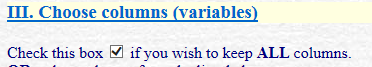 III. Choose columns (variables)
Check this box if you wish to keep ALL columns.